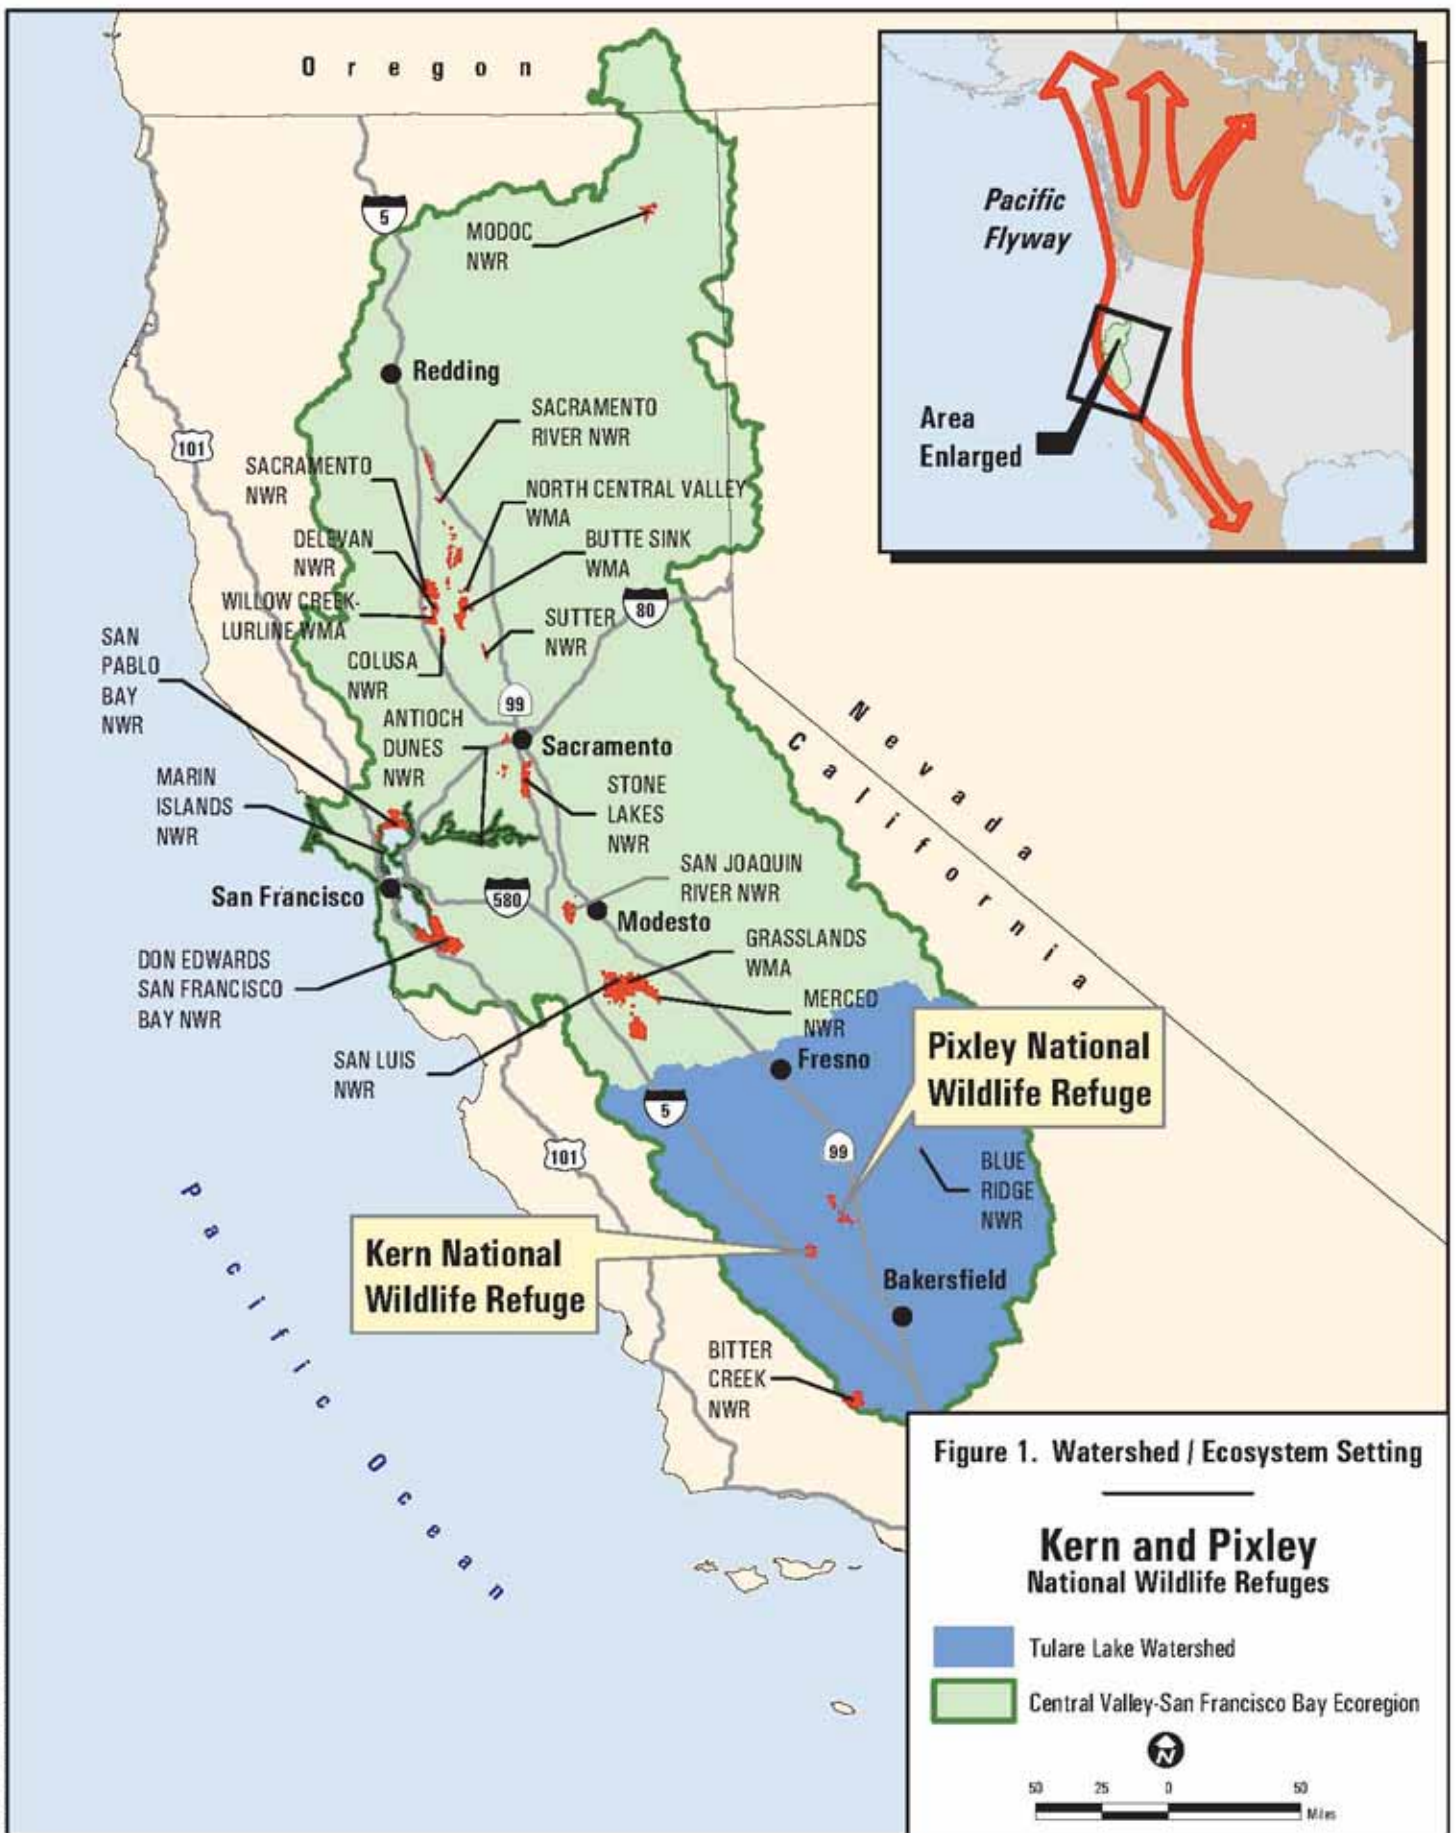 Oregon
5
MODOC
NWR
Pacific
Flyway
Area
Enlarged
Redding
101
SACRAMENTO
RIVER NWR
SACRAMENTO
NWR
NORTH CENTRAL VALLEY
WMA
DELEVAN
NWR
BUTTE SINK
WMA
WILLOW CREEK-
LURLINE WMA
80
SUTTER
NWR
SAN
PABLO
BAY
NWR
COLUSA
NWR
99
ANTIOCH
DUNES
NWR
Sacramento
Nevada
California
MARIN
ISLANDS
NWR
STONE
LAKES
NWR
San Francisco
580
SAN JOAQUIN
RIVER NWR
Modesto
DON EDWARDS
SAN FRANCISCO
BAY NWR
GRASSLANDS
WMA
MERCED
NWR
SAN LUIS
NWR
Fresno
Pixley National
Wildlife Refuge
5
101
99
BLUE
RIDGE
NWR
Kern National
Wildlife Refuge
Bakersfield
BITTER
CREEK
NWR
Pacific Ocean
Figure 1. Watershed / Ecosystem Setting
Kern and Pixley
National Wildlife Refuges
Tulare Lake Watershed
Central Valley-San Francisco Bay Ecoregion
N
50 25 0 50
Miles